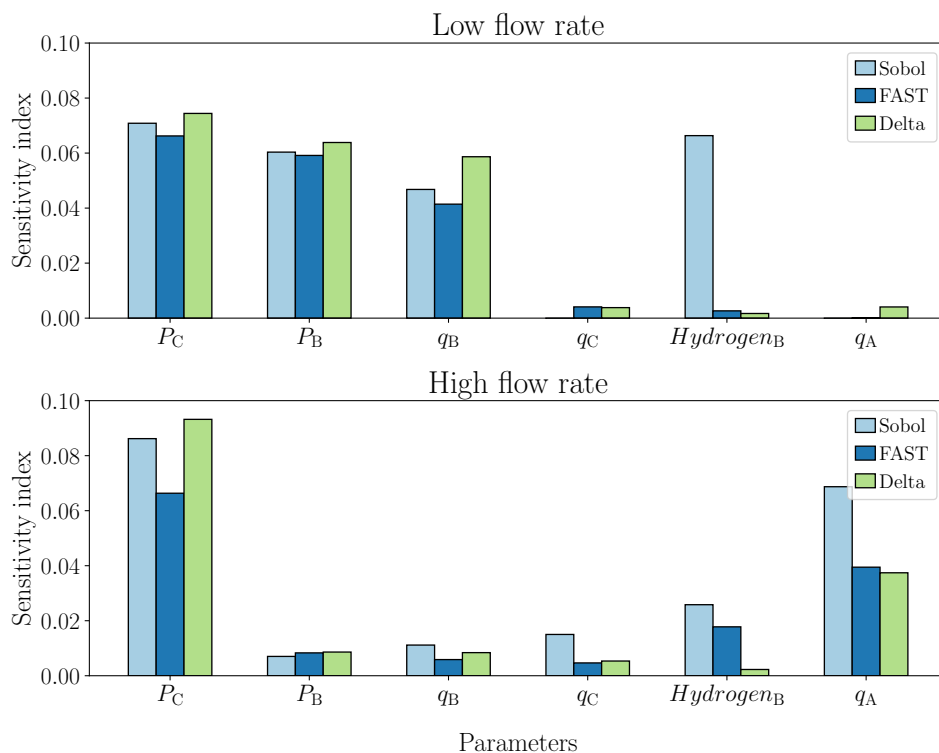 Low flow rate
0.10
0.08
0.06
0.04
0.02
0.00
Sensitivity index
Sobol
FAST
Delta
P_C P_B q_B q_C Hydrogen_B q_A
High flow rate
0.10
0.08
0.06
0.04
0.02
0.00
Sensitivity index
Sobol
FAST
Delta
P_C P_B q_B q_C Hydrogen_B q_A
Parameters